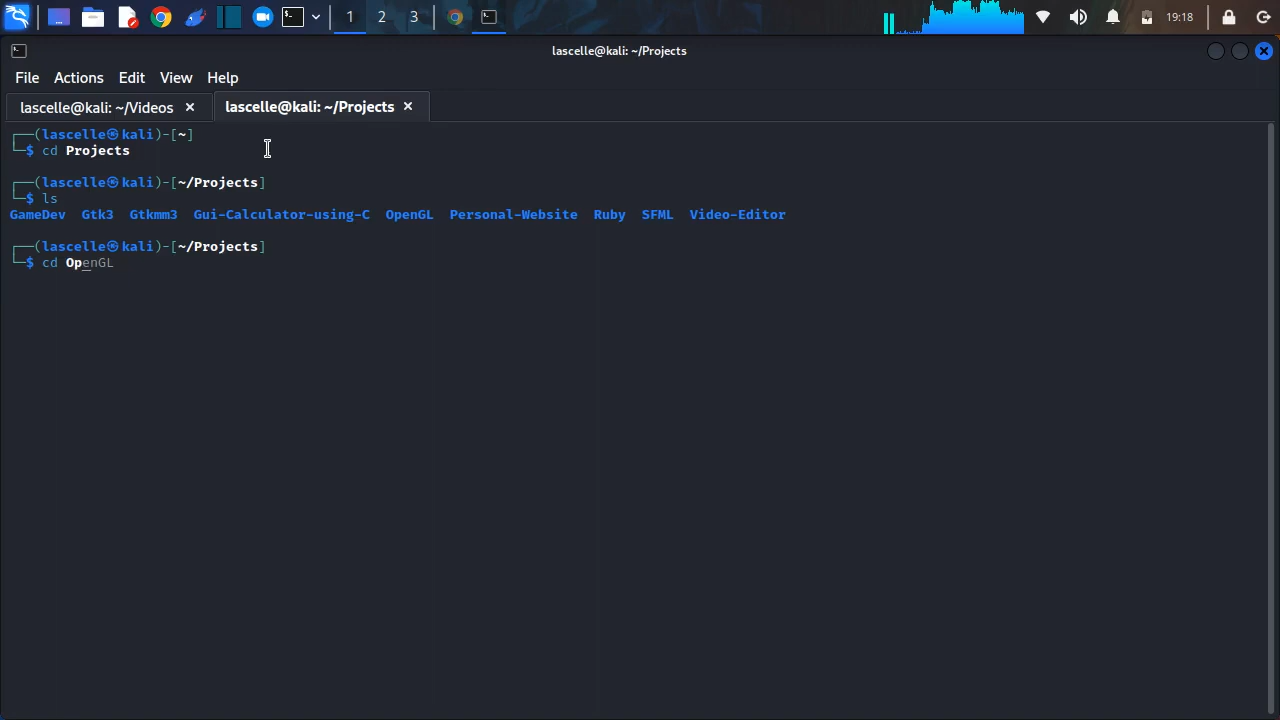 1 2 3 19:18
lascelle@kali: ~/Projects
File Actions Edit View Help
lascelle@kali: ~/Videos lascelle@kali: ~/Projects
┌──(lascelle㉿kali)-[~]
└─$ cd Projects
┌──(lascelle㉿kali)-[~/Projects]
└─$ ls
GameDev Gtk3 Gtkmm3 Gui-Calculator-using-C OpenGL Personal-Website Ruby SFML Video-Editor
┌──(lascelle㉿kali)-[~/Projects]
└─$ cd OpenGL